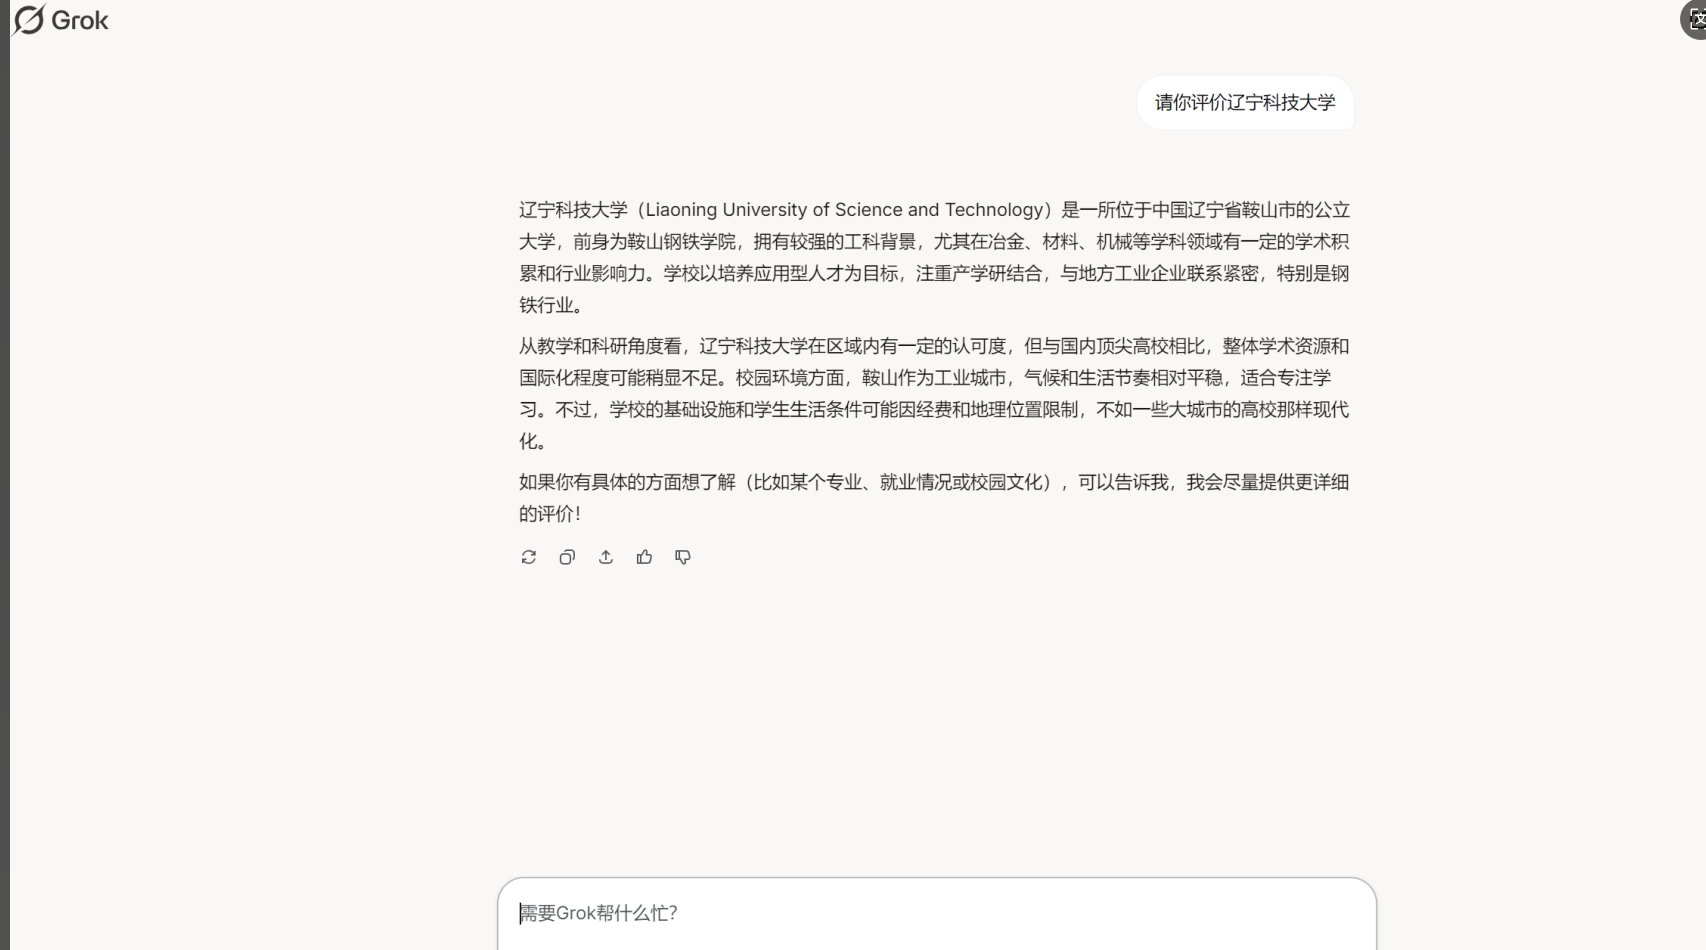 Grok
请你评价辽宁科技大学
辽宁科技大学（Liaoning University of Science and Technology）是一所位于中国辽宁省鞍山市的公立
大学，前身为鞍山钢铁学院，拥有较强的工科背景，尤其在冶金、材料、机械等学科领域有一定的学术积
累和行业影响力。学校以培养应用型人才为目标，注重产学研结合，与地方工业企业联系紧密，特别是钢
铁行业。
从教学和科研角度看，辽宁科技大学在区域内有一定的认可度，但与国内顶尖高校相比，整体学术资源和
国际化程度可能稍显不足。校园环境方面，鞍山作为工业城市，气候和生活节奏相对平稳，适合专注学
习。不过，学校的基础设施和学生生活条件可能因经费和地理位置限制，不如一些大城市的高校那样现代
化。
如果你有具体的方面想了解（比如某个专业、就业情况或校园文化），可以告诉我，我会尽量提供更详细
的评价！
需要Grok帮什么忙？